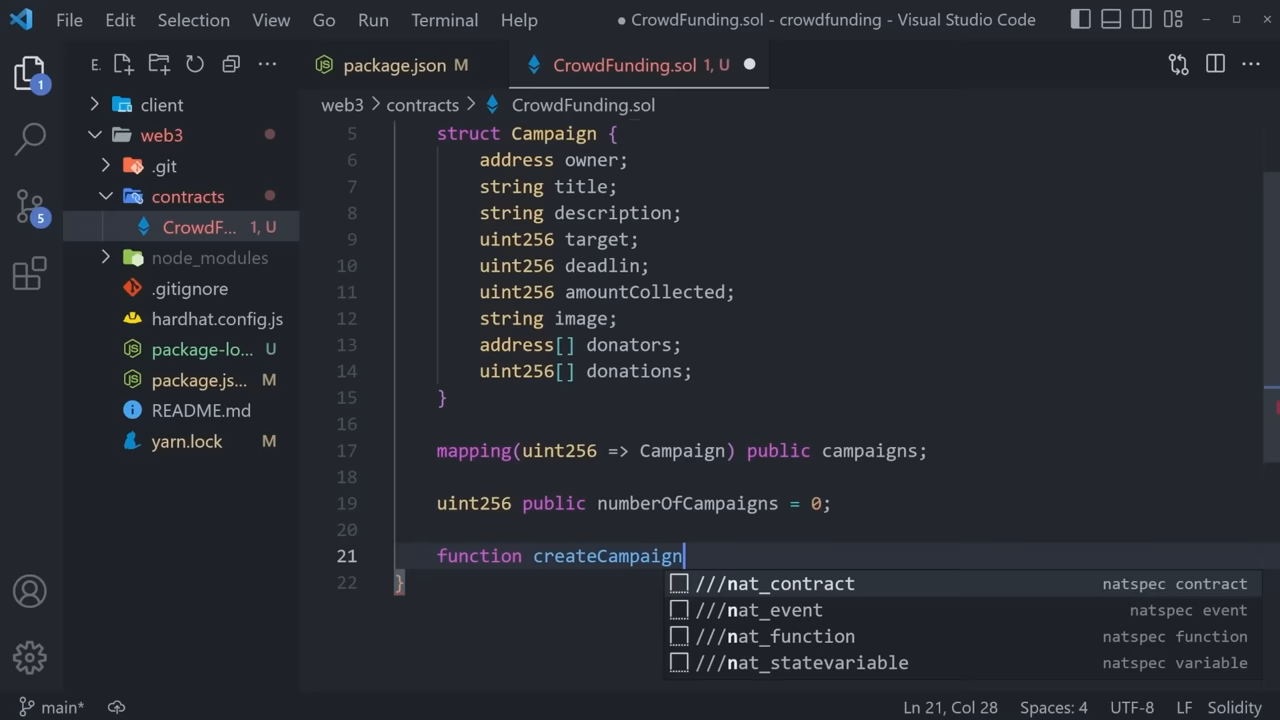 File Edit Selection View Go Run Terminal Help
● CrowdFunding.sol - crowdfunding - Visual Studio Code
E.
package.json M
CrowdFunding.sol 1, U
1
client
web3 > contracts > CrowdFunding.sol
web3
.git
contracts
CrowdF... 1, U
5
node_modules
.gitignore
hardhat.config.js
package-lo... U
package.js... M
README.md
yarn.lock M
5 struct Campaign {
6 address owner;
7 string title;
8 string description;
9 uint256 target;
10 uint256 deadlin;
11 uint256 amountCollected;
12 string image;
13 address[] donators;
14 uint256[] donations;
15 }
16
17 mapping(uint256 => Campaign) public campaigns;
18
19 uint256 public numberOfCampaigns = 0;
20
21 function createCampaign
22 }
///nat_contract natspec contract
///nat_event natspec event
///nat_function natspec function
///nat_statevariable natspec variable
main* Ln 21, Col 28 Spaces: 4 UTF-8 LF Solidity